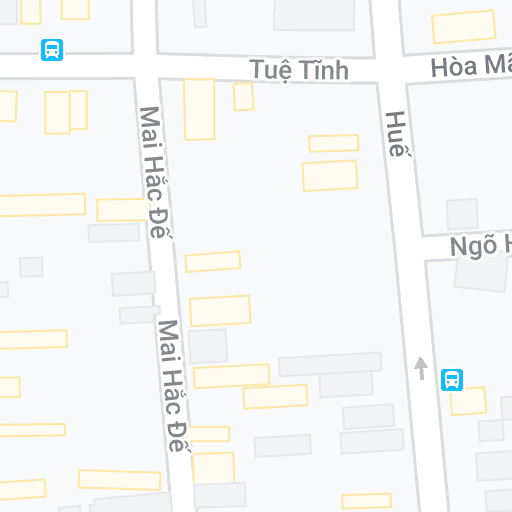 Tuệ Tĩnh
Hòa Mã
Mai Hắc Đế
Huế
Ngõ H
Mai Hắc Đế